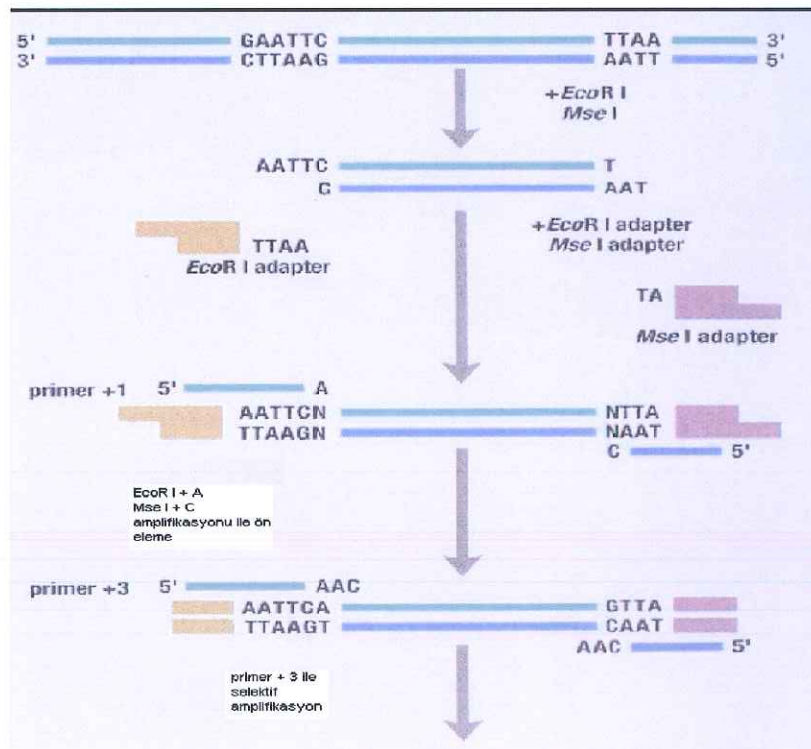 5' GAATTC TTAA 3'
3' CTTAAG AATT 5'
+EcoR I
Mse I
AATTC T
C AAT
+EcoR I adapter
Mse I adapter
TTAA
EcoR I adapter
TA
Mse I adapter
primer +1 5' A
AATTCN NTTA
TTAAGN NAAT
C 5'
EcoR I + A
Mse I + C
amplifikasyonu ile ön
eleme
primer +3 5' AAC
AATTCA GTTA
TTAAGT CAAT
AAC 5'
primer + 3 ile
selektif
amplifikasyon